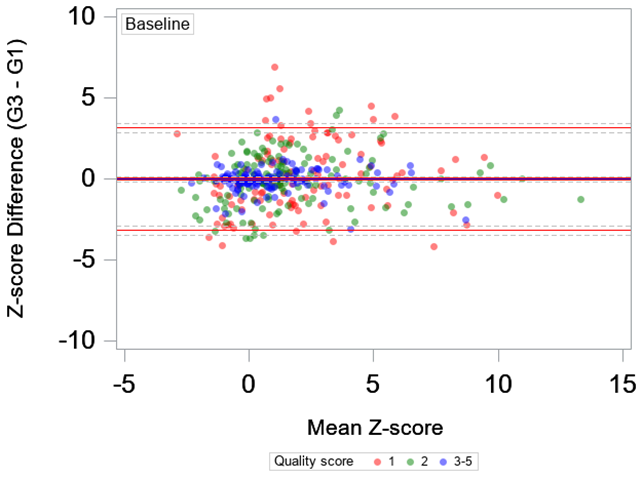 Baseline
Z-score Difference (G3 - G1)
10
5
0
-5
-10
-5 0 5 10 15
Mean Z-score
Quality score 1 2 3-5